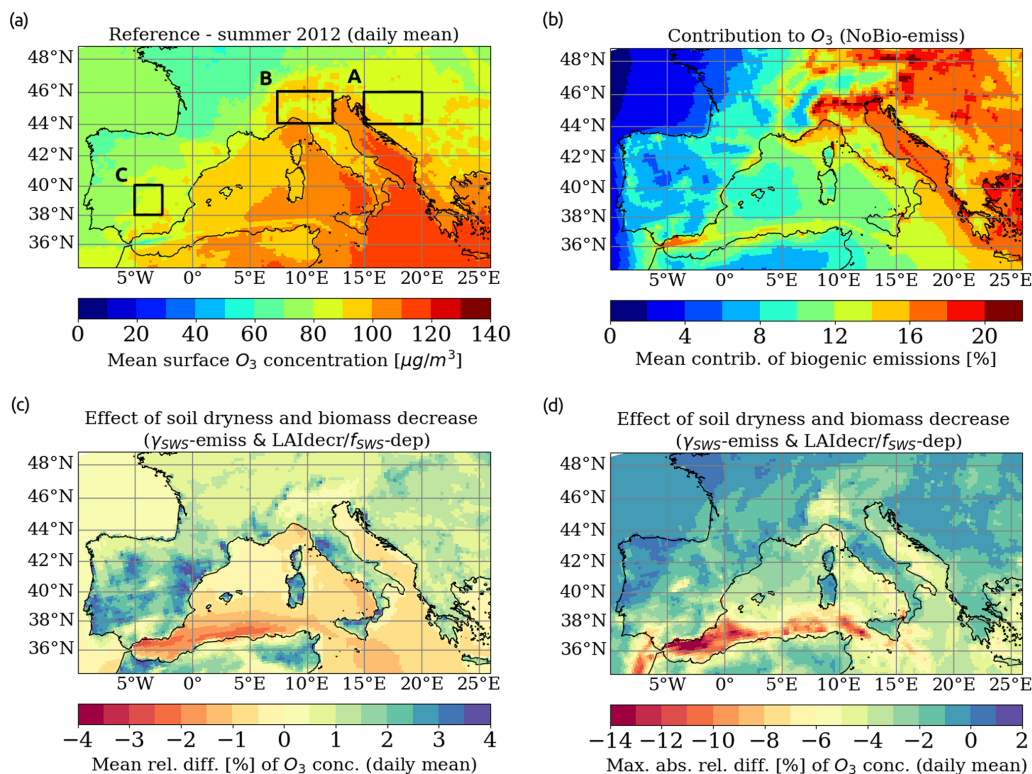 (a)
Reference - summer 2012 (daily mean)
48°N
46°N
44°N
42°N
40°N
38°N
36°N
B
A
C
5°W 0° 5°E 10°E 15°E 20°E 25°E
0 20 40 60 80 100 120 140
Mean surface O₃ concentration [μg/m³]
(b)
Contribution to O₃ (NoBio-emiss)
48°N
46°N
44°N
42°N
40°N
38°N
36°N
5°W 0° 5°E 10°E 15°E 20°E 25°E
0 4 8 12 16 20
Mean contrib. of biogenic emissions [%]
(c)
Effect of soil dryness and biomass decrease
(γSWS-emiss & LAIdecr/fSWS-dep)
48°N
46°N
44°N
42°N
40°N
38°N
36°N
5°W 0° 5°E 10°E 15°E 20°E 25°E
−4 −3 −2 −1 0 1 2 3 4
Mean rel. diff. [%] of O₃ conc. (daily mean)
(d)
Effect of soil dryness and biomass decrease
(γSWS-emiss & LAIdecr/fSWS-dep)
48°N
46°N
44°N
42°N
40°N
38°N
36°N
5°W 0° 5°E 10°E 15°E 20°E 25°E
−14 −12 −10 −8 −6 −4 −2 0 2
Max. abs. rel. diff. [%] of O₃ conc. (daily mean)